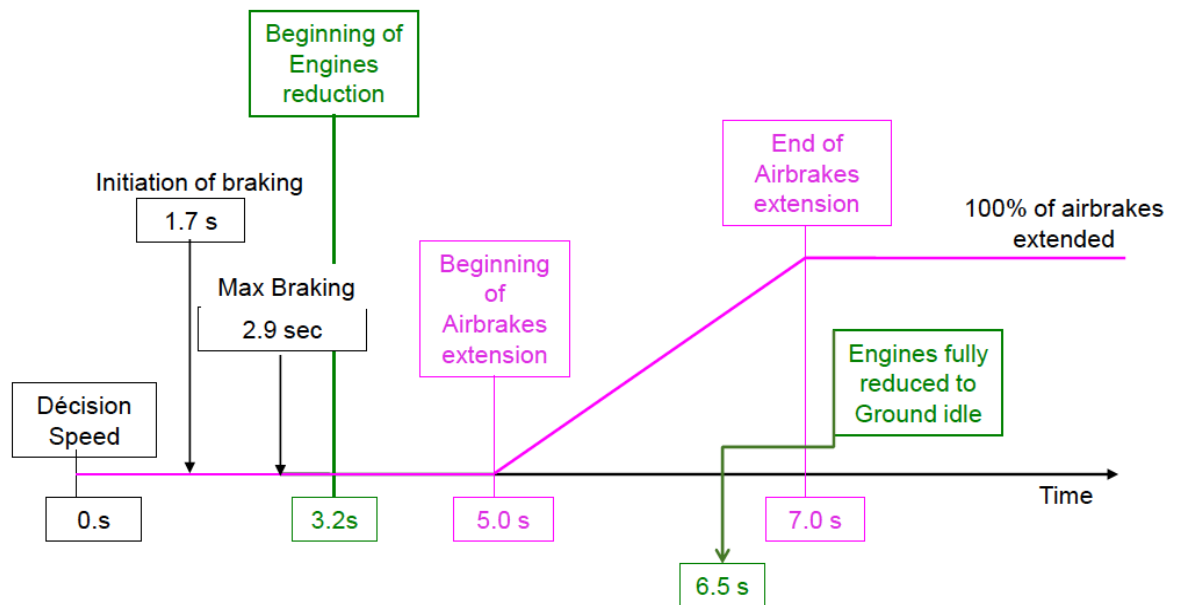 Beginning of
Engines
reduction
Initiation of braking
1.7 s
Max Braking
2.9 sec
End of
Airbrakes
extension
100% of airbrakes
extended
Beginning
of
Airbrakes
extension
Engines fully
reduced to
Ground idle
Décision
Speed
Time
0.s
3.2s
5.0 s
7.0 s
6.5 s